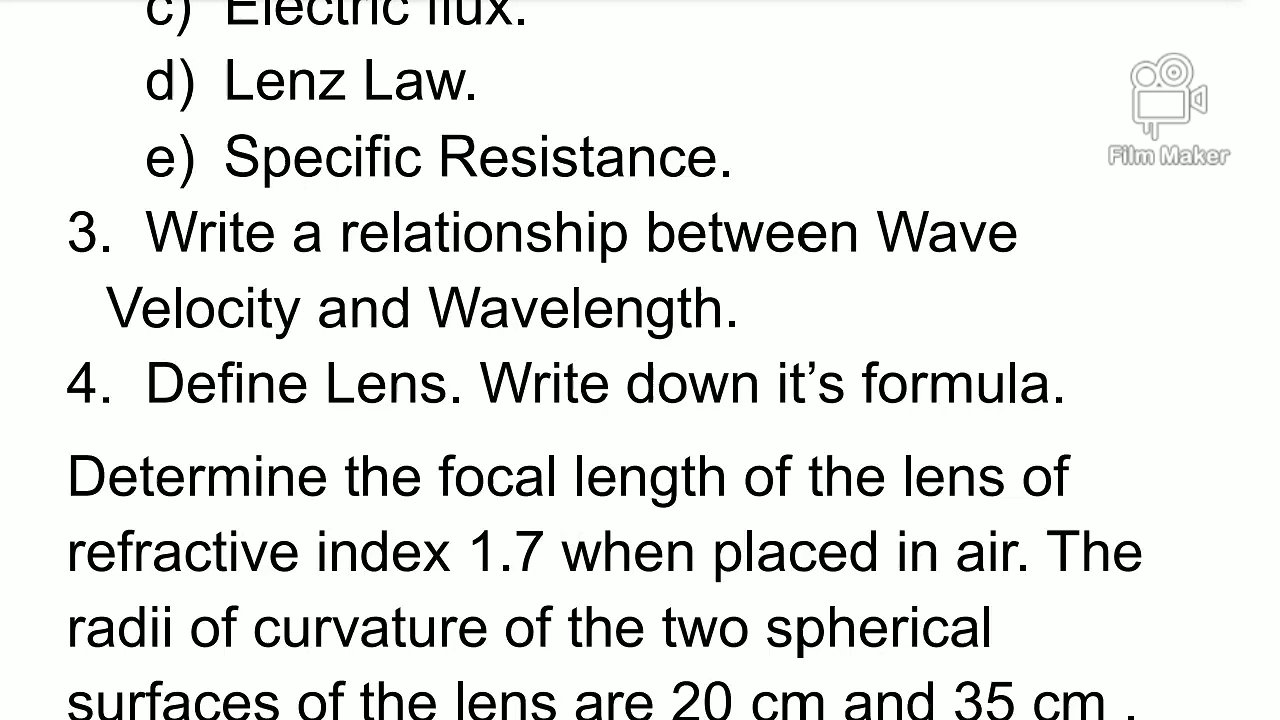 c) Electric flux.
d) Lenz Law.
e) Specific Resistance.
Film Maker
3. Write a relationship between Wave
Velocity and Wavelength.
4. Define Lens. Write down it’s formula.
Determine the focal length of the lens of
refractive index 1.7 when placed in air. The
radii of curvature of the two spherical
surfaces of the lens are 20 cm and 35 cm .